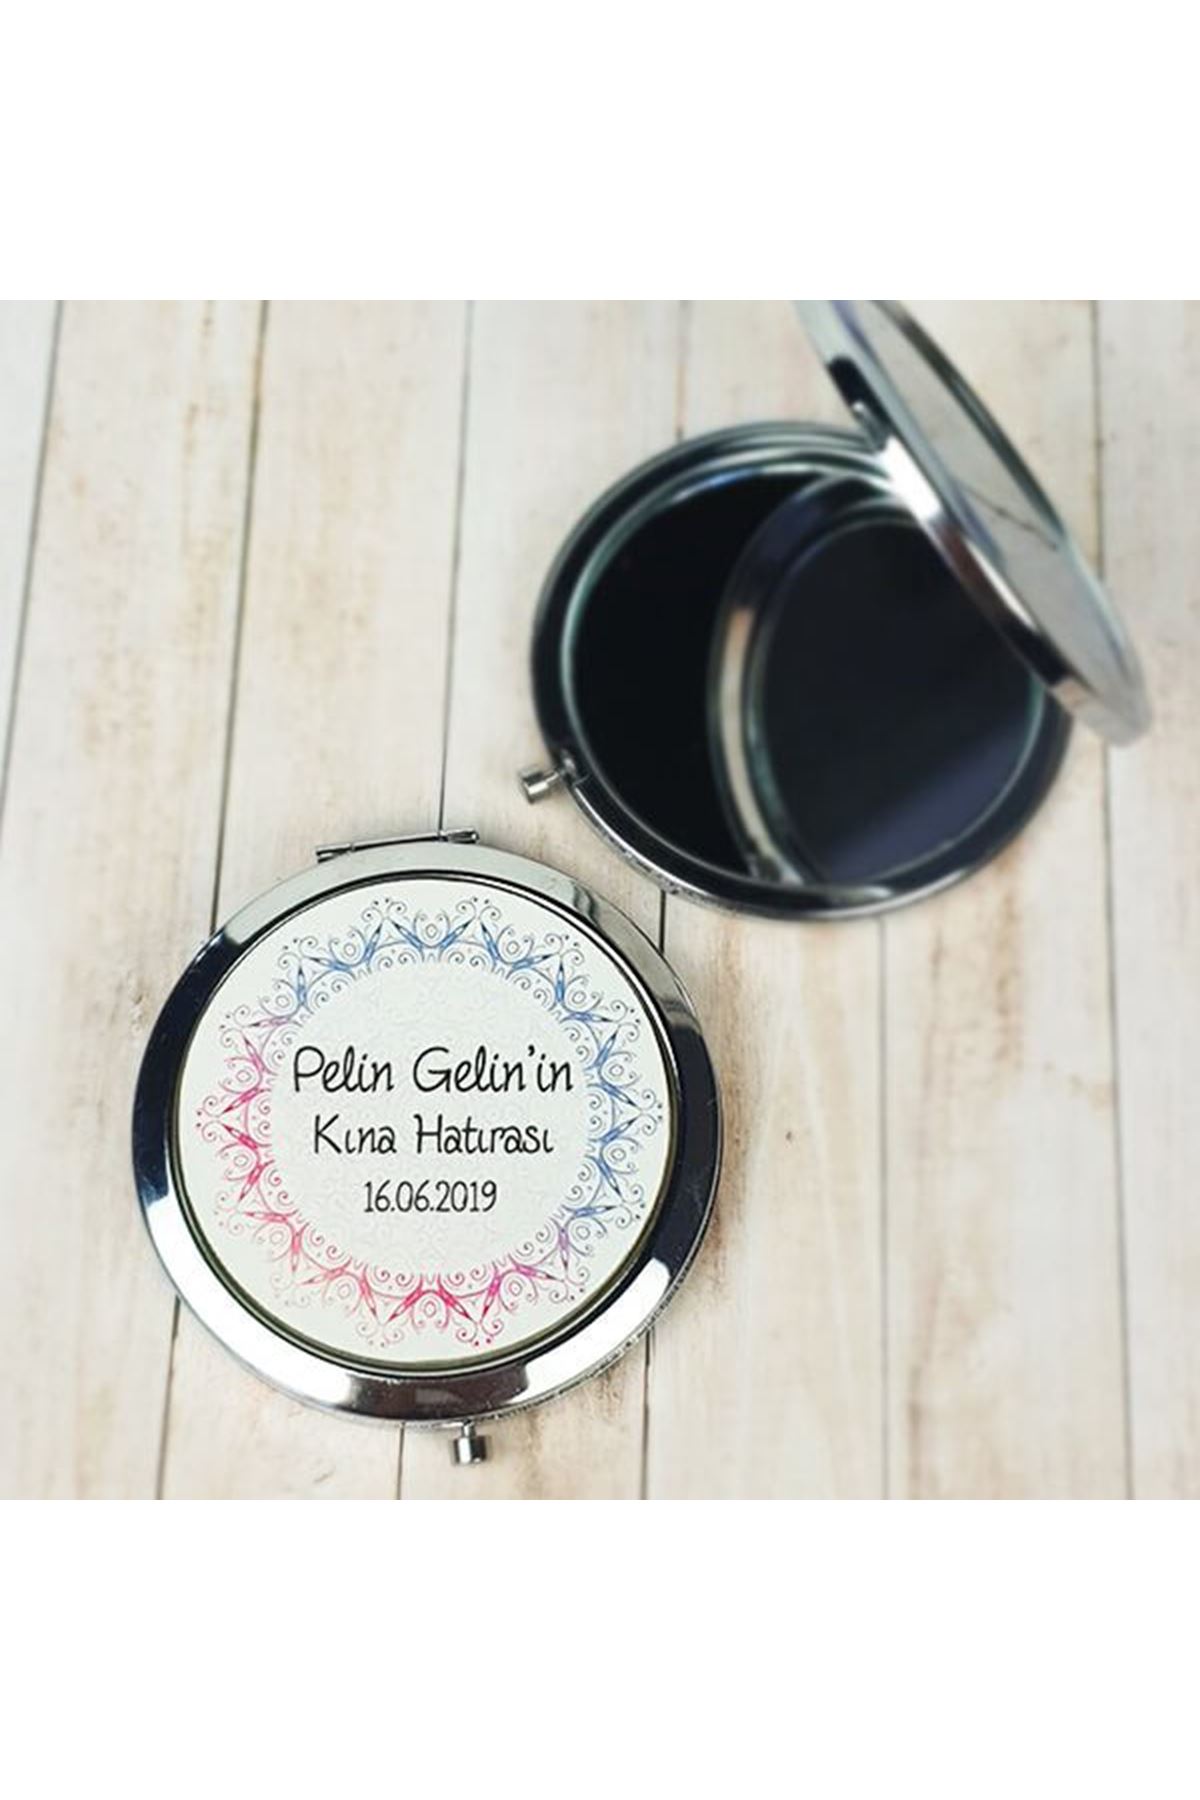 Pelin Gelin'in
Kına Hatırası
16.06.2019